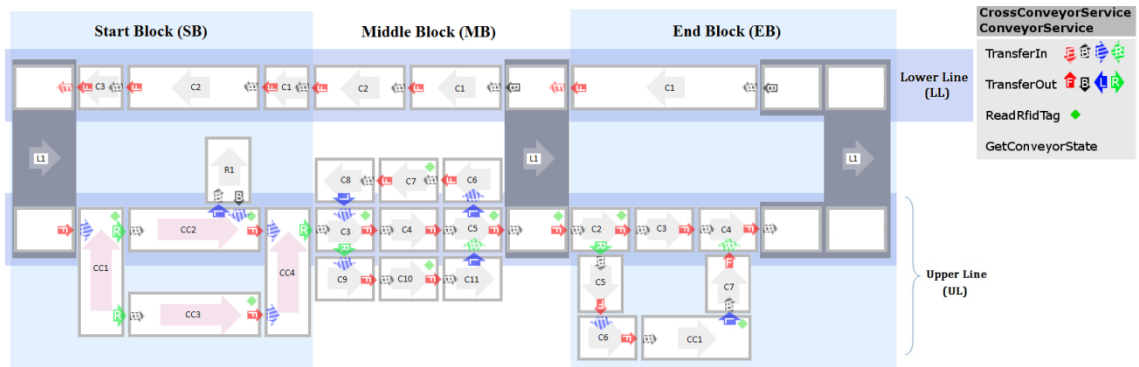 Start Block (SB)
Middle Block (MB)
End Block (EB)
CrossConveyorService
ConveyorService
TransferIn
TransferOut
F B L R
ReadRfidTag
GetConveyorState
Lower Line
(LL)
C3 C2 C1 C2 C1 C1
L1 L1 L1
R1 C8 C7 C6
B
R CC2 R C3 C4 C5 C2 C3 C4
CC1 CC4
C9 C10 C11 C5 C7
F
R CC3
C6 CC1
Upper Line
(UL)